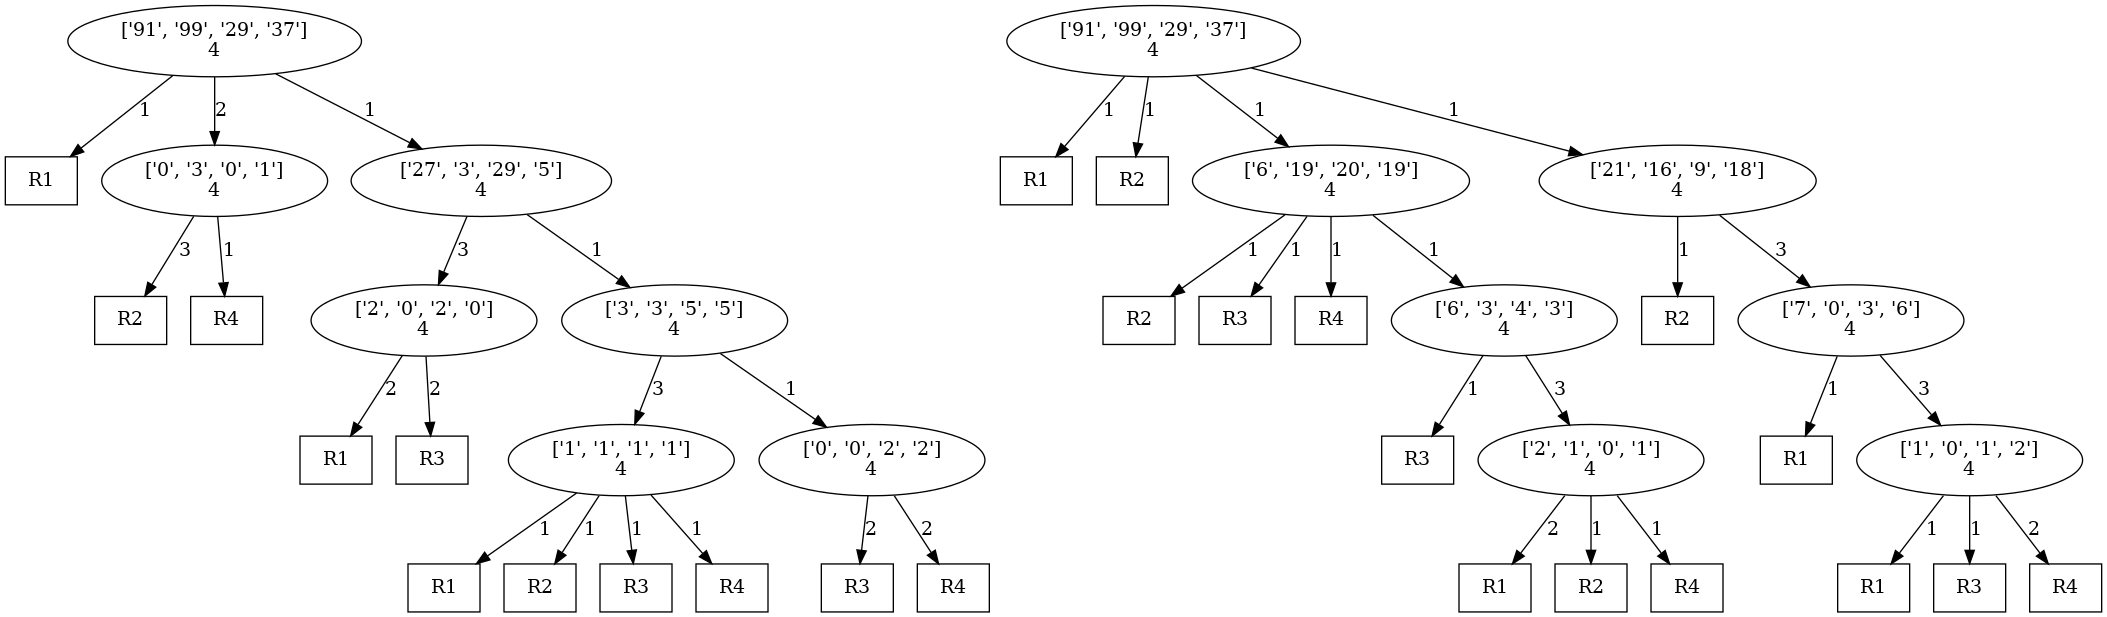 ['91', '99', '29', '37']
4
['91', '99', '29', '37']
4
1
2
1
1
1
1
1
R1
['0', '3', '0', '1']
4
['27', '3', '29', '5']
4
R1
R2
['6', '19', '20', '19']
4
['21', '16', '9', '18']
4
3
1
3
1
1
1
1
1
1
3
R2
R4
['2', '0', '2', '0']
4
['3', '3', '5', '5']
4
R2
R3
R4
['6', '3', '4', '3']
4
R2
['7', '0', '3', '6']
4
2
2
3
1
1
3
1
3
R1
R3
['1', '1', '1', '1']
4
['0', '0', '2', '2']
4
R3
['2', '1', '0', '1']
4
R1
['1', '0', '1', '2']
4
1
1
1
1
2
2
2
1
1
1
1
2
R1
R2
R3
R4
R3
R4
R1
R2
R4
R1
R3
R4